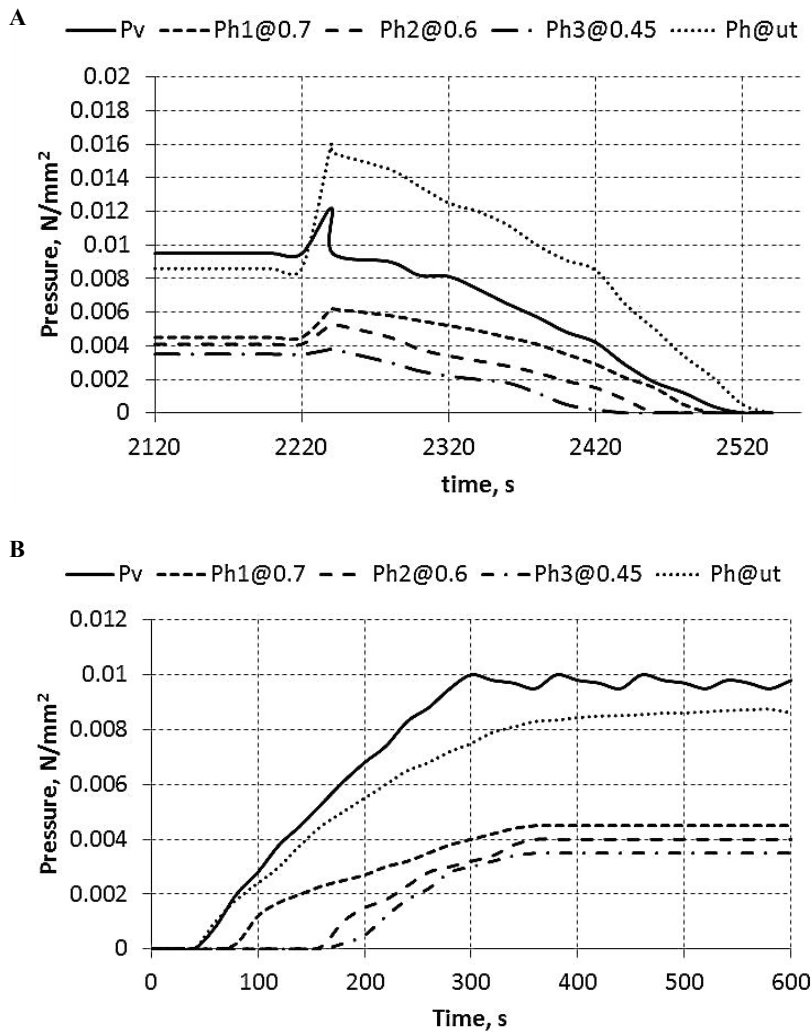 A
Pv Ph1@0.7 Ph2@0.6 Ph3@0.45 Ph@ut
0.02
0.018
0.016
0.014
0.012
0.01
0.008
0.006
0.004
0.002
0
Pressure, N/mm²
2120 2220 2320 2420 2520
time, s
B
Pv Ph1@0.7 Ph2@0.6 Ph3@0.45 Ph@ut
0.012
0.01
0.008
0.006
0.004
0.002
0
Pressure, N/mm²
0 100 200 300 400 500 600
Time, s